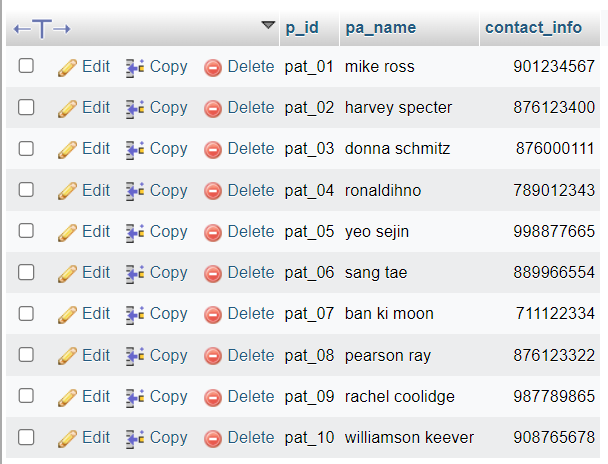 p_id pa_name contact_info
Edit Copy Delete pat_01 mike ross 901234567
Edit Copy Delete pat_02 harvey specter 876123400
Edit Copy Delete pat_03 donna schmitz 876000111
Edit Copy Delete pat_04 ronaldihno 789012343
Edit Copy Delete pat_05 yeo sejin 998877665
Edit Copy Delete pat_06 sang tae 889966554
Edit Copy Delete pat_07 ban ki moon 711122334
Edit Copy Delete pat_08 pearson ray 876123322
Edit Copy Delete pat_09 rachel coolidge 987789865
Edit Copy Delete pat_10 williamson keever 908765678